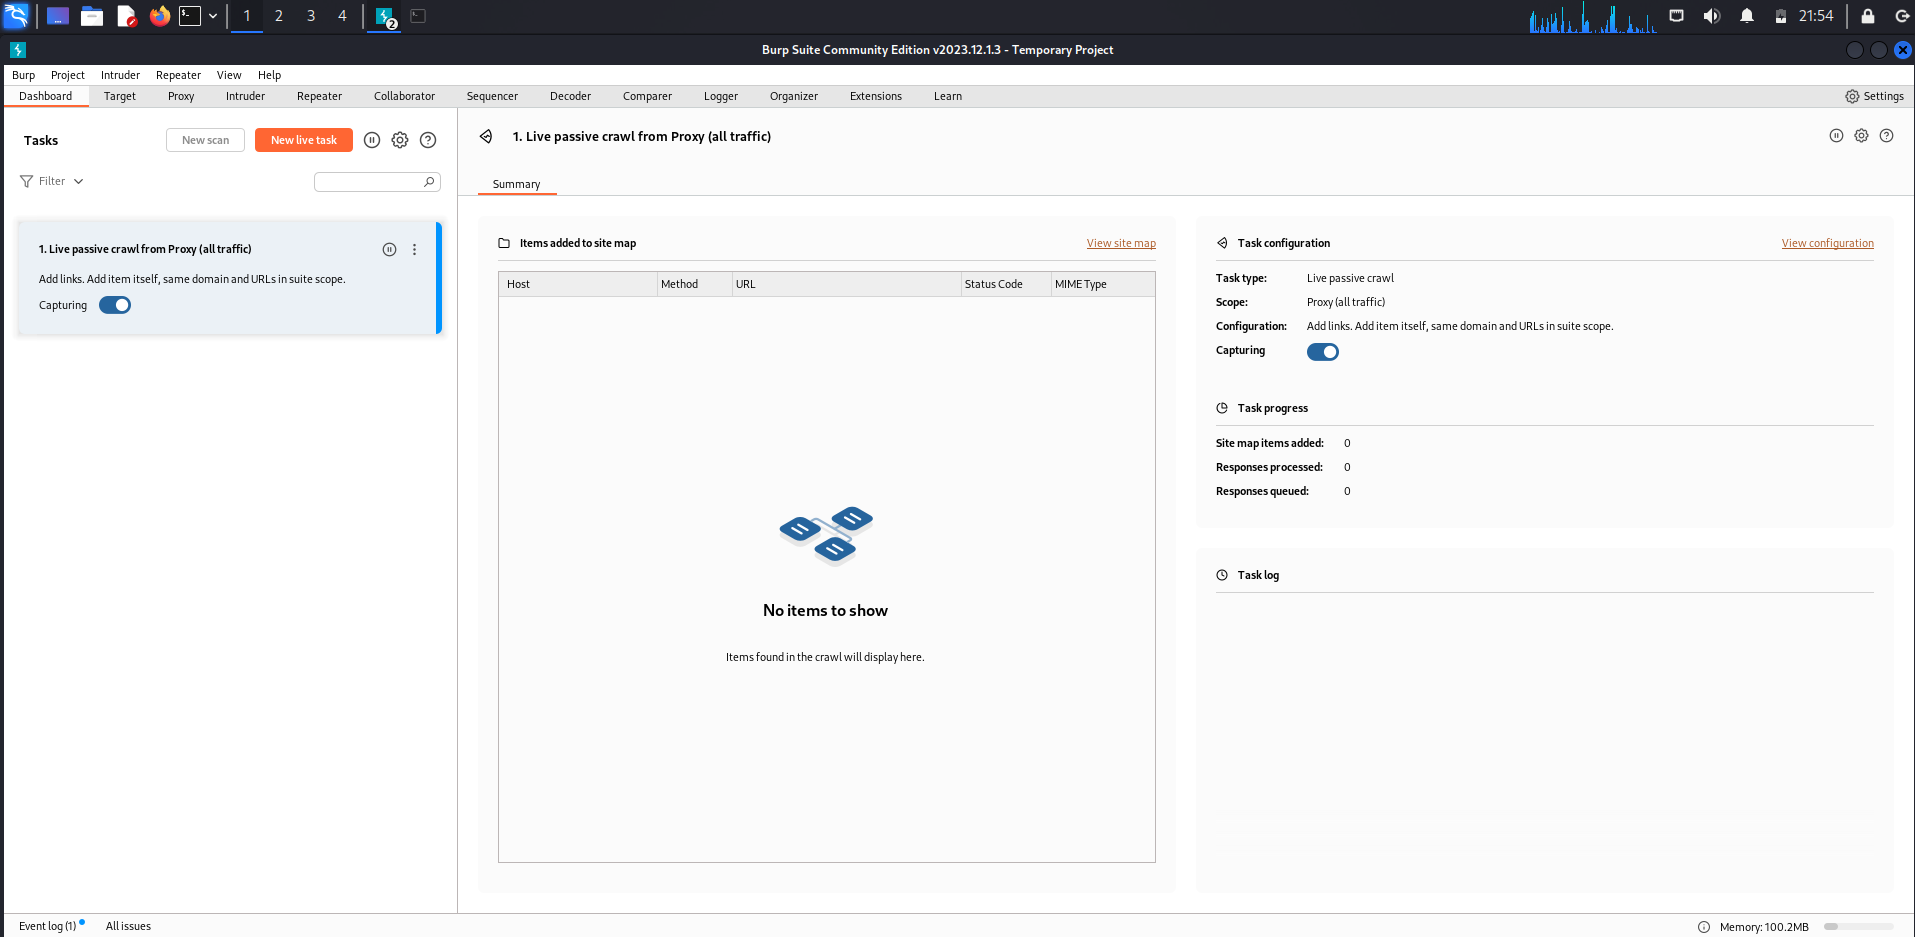 1 2 3 4 2 21:54
Burp Suite Community Edition v2023.12.1.3 - Temporary Project
Burp Project Intruder Repeater View Help
Dashboard Target Proxy Intruder Repeater Collaborator Sequencer Decoder Comparer Logger Organizer Extensions Learn Settings
Tasks New scan New live task
Filter
1. Live passive crawl from Proxy (all traffic)
Add links. Add item itself, same domain and URLs in suite scope.
Capturing
1. Live passive crawl from Proxy (all traffic)
Summary
Items added to site map View site map
Host Method URL Status Code MIME Type
No items to show
Items found in the crawl will display here.
Task configuration View configuration
Task type: Live passive crawl
Scope: Proxy (all traffic)
Configuration: Add links. Add item itself, same domain and URLs in suite scope.
Capturing
Task progress
Site map items added: 0
Responses processed: 0
Responses queued: 0
Task log
Event log (1) All issues Memory: 100.2MB